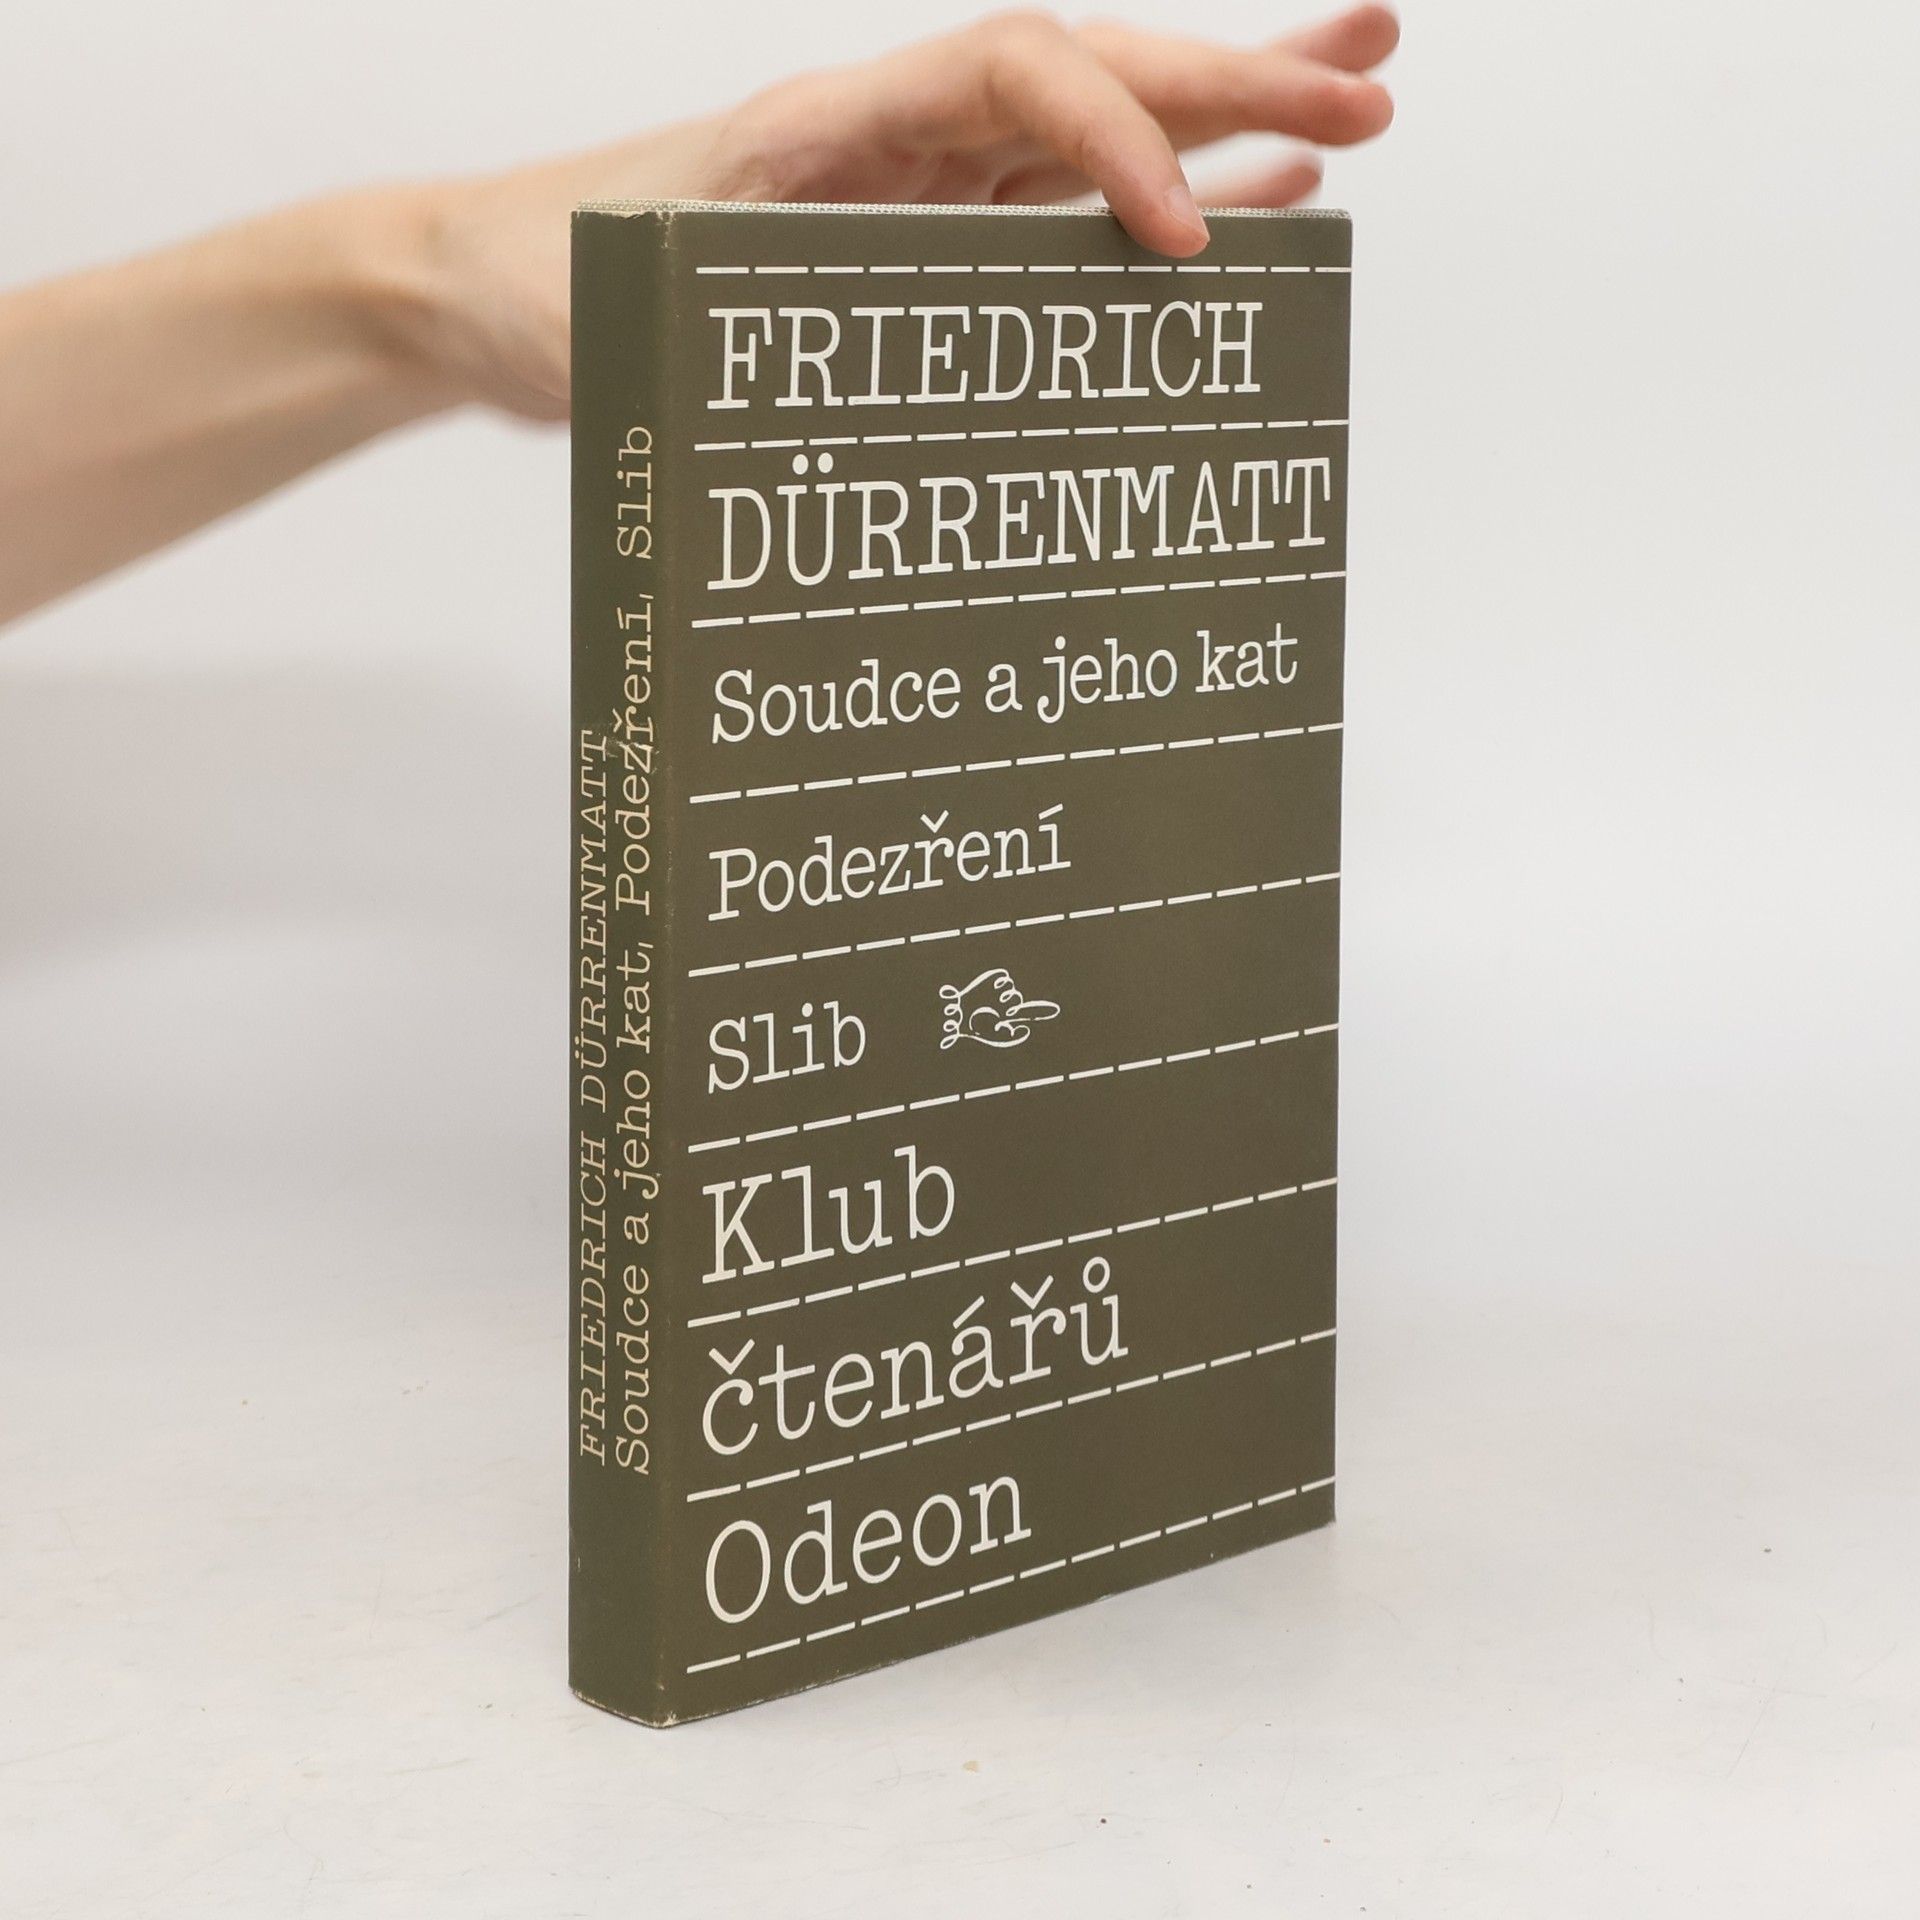 FRIEDRICH
DÜRRENMATT
Soudce a jeho kat
Podezření
Slib
Klub
čtenářů
Odeon
FRIEDRICH DÜRRENMATT
Soudce a jeho kat, Podezření, Slib